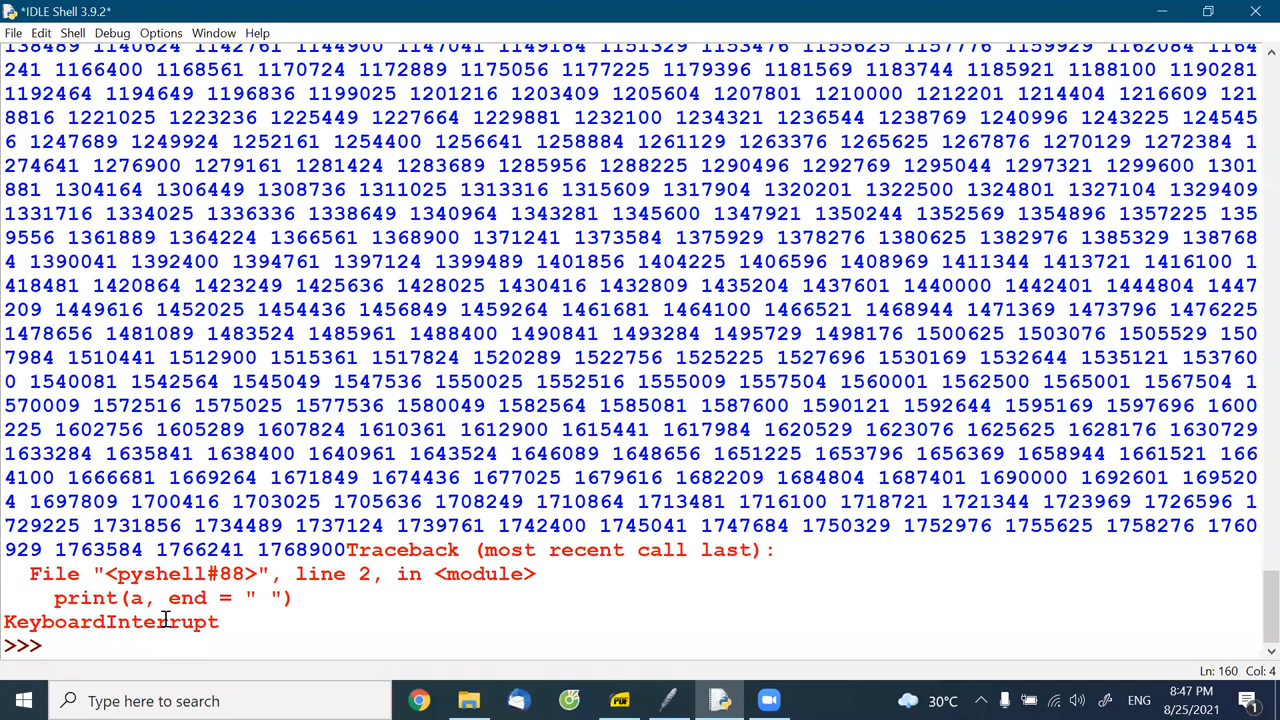 *IDLE Shell 3.9.2*
File Edit Shell Debug Options Window Help
138489 1140624 1142761 1144900 1147041 1149184 1151329 1153476 1155625 1157776 1159929 1162084 1164
241 1166400 1168561 1170724 1172889 1175056 1177225 1179396 1181569 1183744 1185921 1188100 1190281
1192464 1194649 1196836 1199025 1201216 1203409 1205604 1207801 1210000 1212201 1214404 1216609 121
8816 1221025 1223236 1225449 1227664 1229881 1232100 1234321 1236544 1238769 1240996 1243225 124545
6 1247689 1249924 1252161 1254400 1256641 1258884 1261129 1263376 1265625 1267876 1270129 1272384 1
274641 1276900 1279161 1281424 1283689 1285956 1288225 1290496 1292769 1295044 1297321 1299600 1301
881 1304164 1306449 1308736 1311025 1313316 1315609 1317904 1320201 1322500 1324801 1327104 1329409
1331716 1334025 1336336 1338649 1340964 1343281 1345600 1347921 1350244 1352569 1354896 1357225 135
9556 1361889 1364224 1366561 1368900 1371241 1373584 1375929 1378276 1380625 1382976 1385329 138768
4 1390041 1392400 1394761 1397124 1399489 1401856 1404225 1406596 1408969 1411344 1413721 1416100 1
418481 1420864 1423249 1425636 1428025 1430416 1432809 1435204 1437601 1440000 1442401 1444804 1447
209 1449616 1452025 1454436 1456849 1459264 1461681 1464100 1466521 1468944 1471369 1473796 1476225
1478656 1481089 1483524 1485961 1488400 1490841 1493284 1495729 1498176 1500625 1503076 1505529 150
7984 1510441 1512900 1515361 1517824 1520289 1522756 1525225 1527696 1530169 1532644 1535121 153760
0 1540081 1542564 1545049 1547536 1550025 1552516 1555009 1557504 1560001 1562500 1565001 1567504 1
570009 1572516 1575025 1577536 1580049 1582564 1585081 1587600 1590121 1592644 1595169 1597696 1600
225 1602756 1605289 1607824 1610361 1612900 1615441 1617984 1620529 1623076 1625625 1628176 1630729
1633284 1635841 1638400 1640961 1643524 1646089 1648656 1651225 1653796 1656369 1658944 1661521 166
4100 1666681 1669264 1671849 1674436 1677025 1679616 1682209 1684804 1687401 1690000 1692601 169520
4 1697809 1700416 1703025 1705636 1708249 1710864 1713481 1716100 1718721 1721344 1723969 1726596 1
729225 1731856 1734489 1737124 1739761 1742400 1745041 1747684 1750329 1752976 1755625 1758276 1760
929 1763584 1766241 1768900Traceback (most recent call last):
File "<pyshell#88>", line 2, in <module>
print(a, end = " ")
KeyboardInterrupt
>>>
Ln: 160 Col: 4
Type here to search
PDF
30°C
ENG
8:47 PM
8/25/2021
1